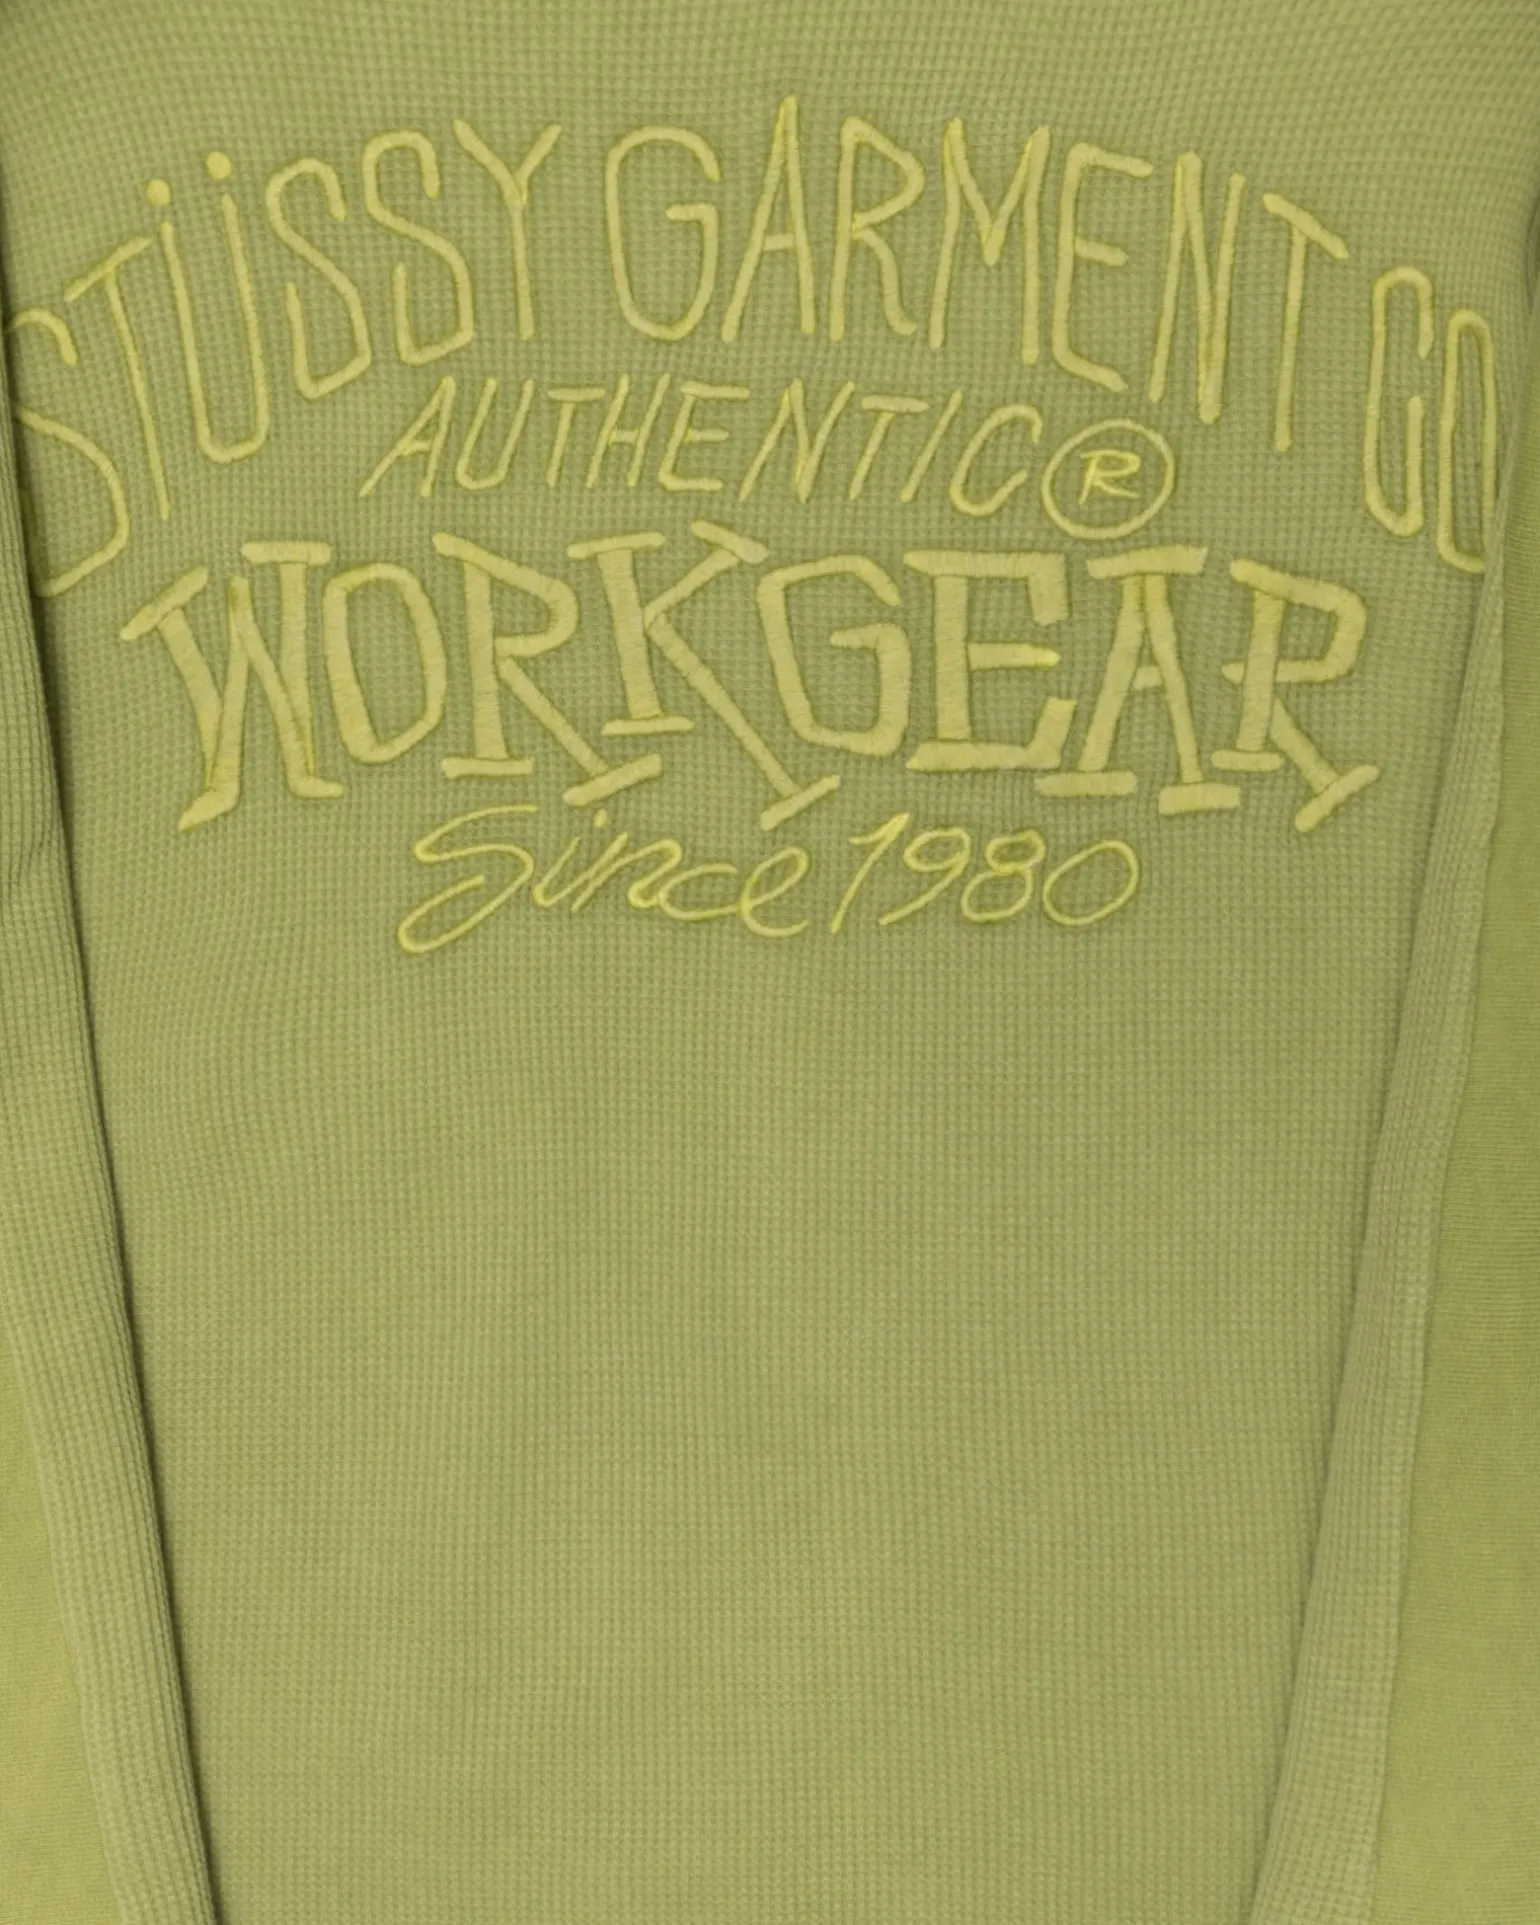 STÜSSY GARMENT CO
AUTHENTIC®
WORKGEAR
Since 1980